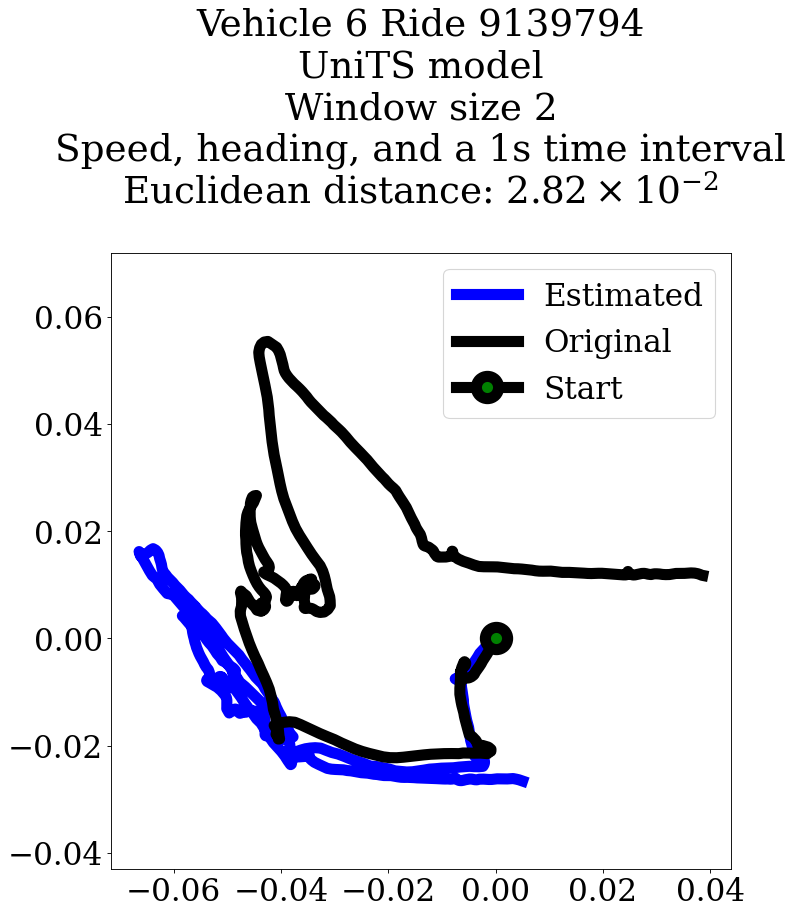 Vehicle 6 Ride 9139794
UniTS model
Window size 2
Speed, heading, and a 1s time interval
Euclidean distance: 2.82 × 10⁻²
Estimated
Original
Start
0.06
0.04
0.02
0.00
−0.02
−0.04
−0.06 −0.04 −0.02 0.00 0.02 0.04